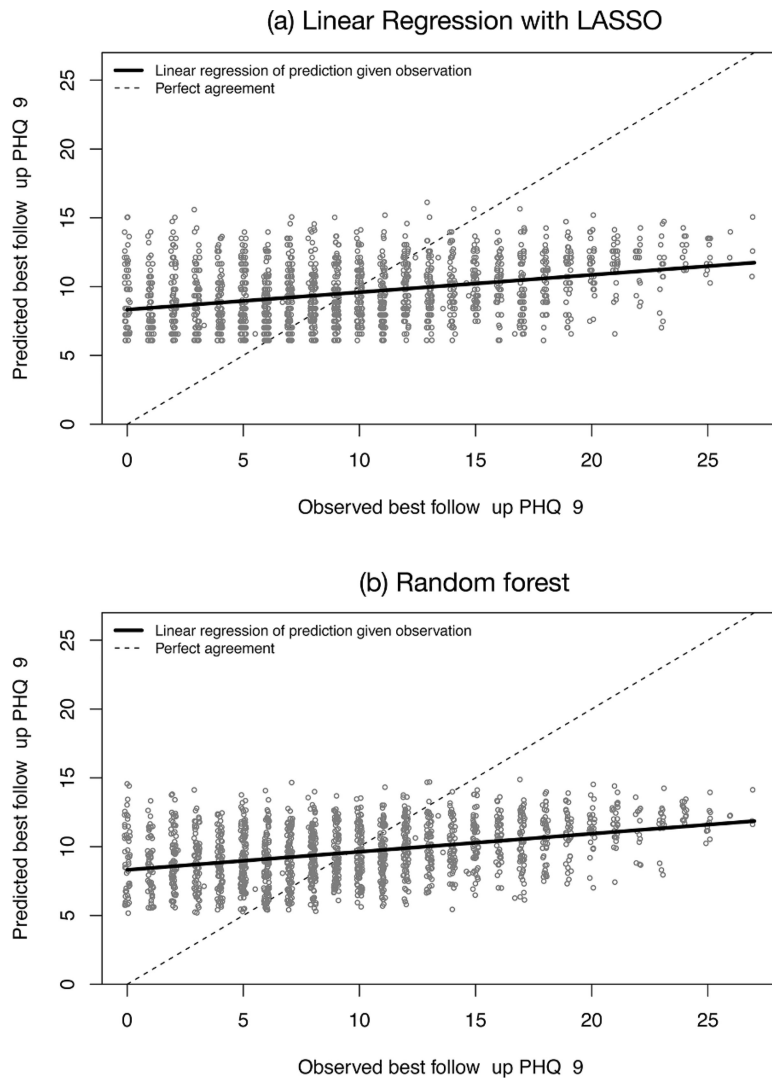 (a) Linear Regression with LASSO
Linear regression of prediction given observation
Perfect agreement
Predicted best follow up PHQ 9
0 5 10 15 20 25
0 5 10 15 20 25
Observed best follow up PHQ 9
(b) Random forest
Linear regression of prediction given observation
Perfect agreement
Predicted best follow up PHQ 9
0 5 10 15 20 25
0 5 10 15 20 25
Observed best follow up PHQ 9